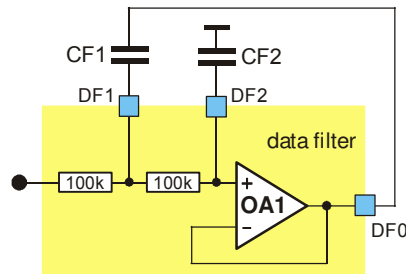 CF1
CF2
DF1
DF2
data filter
100k
100k
+
OA1
−
DF0